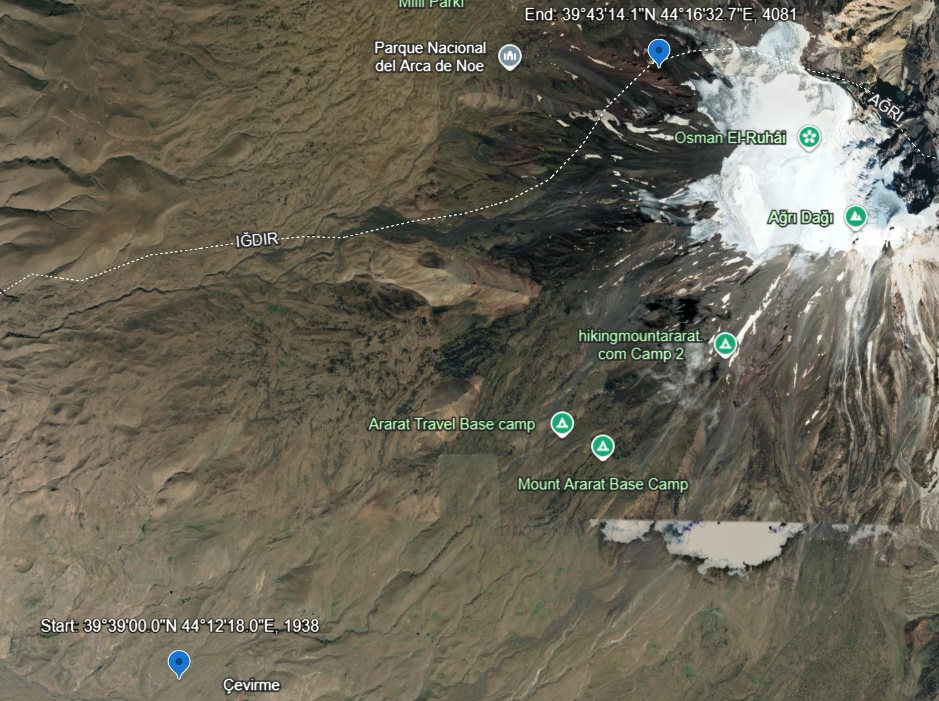 Milli Parkı
End: 39°43'14.1"N 44°16'32.7"E, 4081
Parque Nacional
del Arca de Noe
AĞRI
Osman El-Ruhâi
Ağrı Dağı
IĞDIR
hikingmountararat.
com Camp 2
Ararat Travel Base camp
Mount Ararat Base Camp
Start: 39°39'00.0"N 44°12'18.0"E, 1938
Çevirme